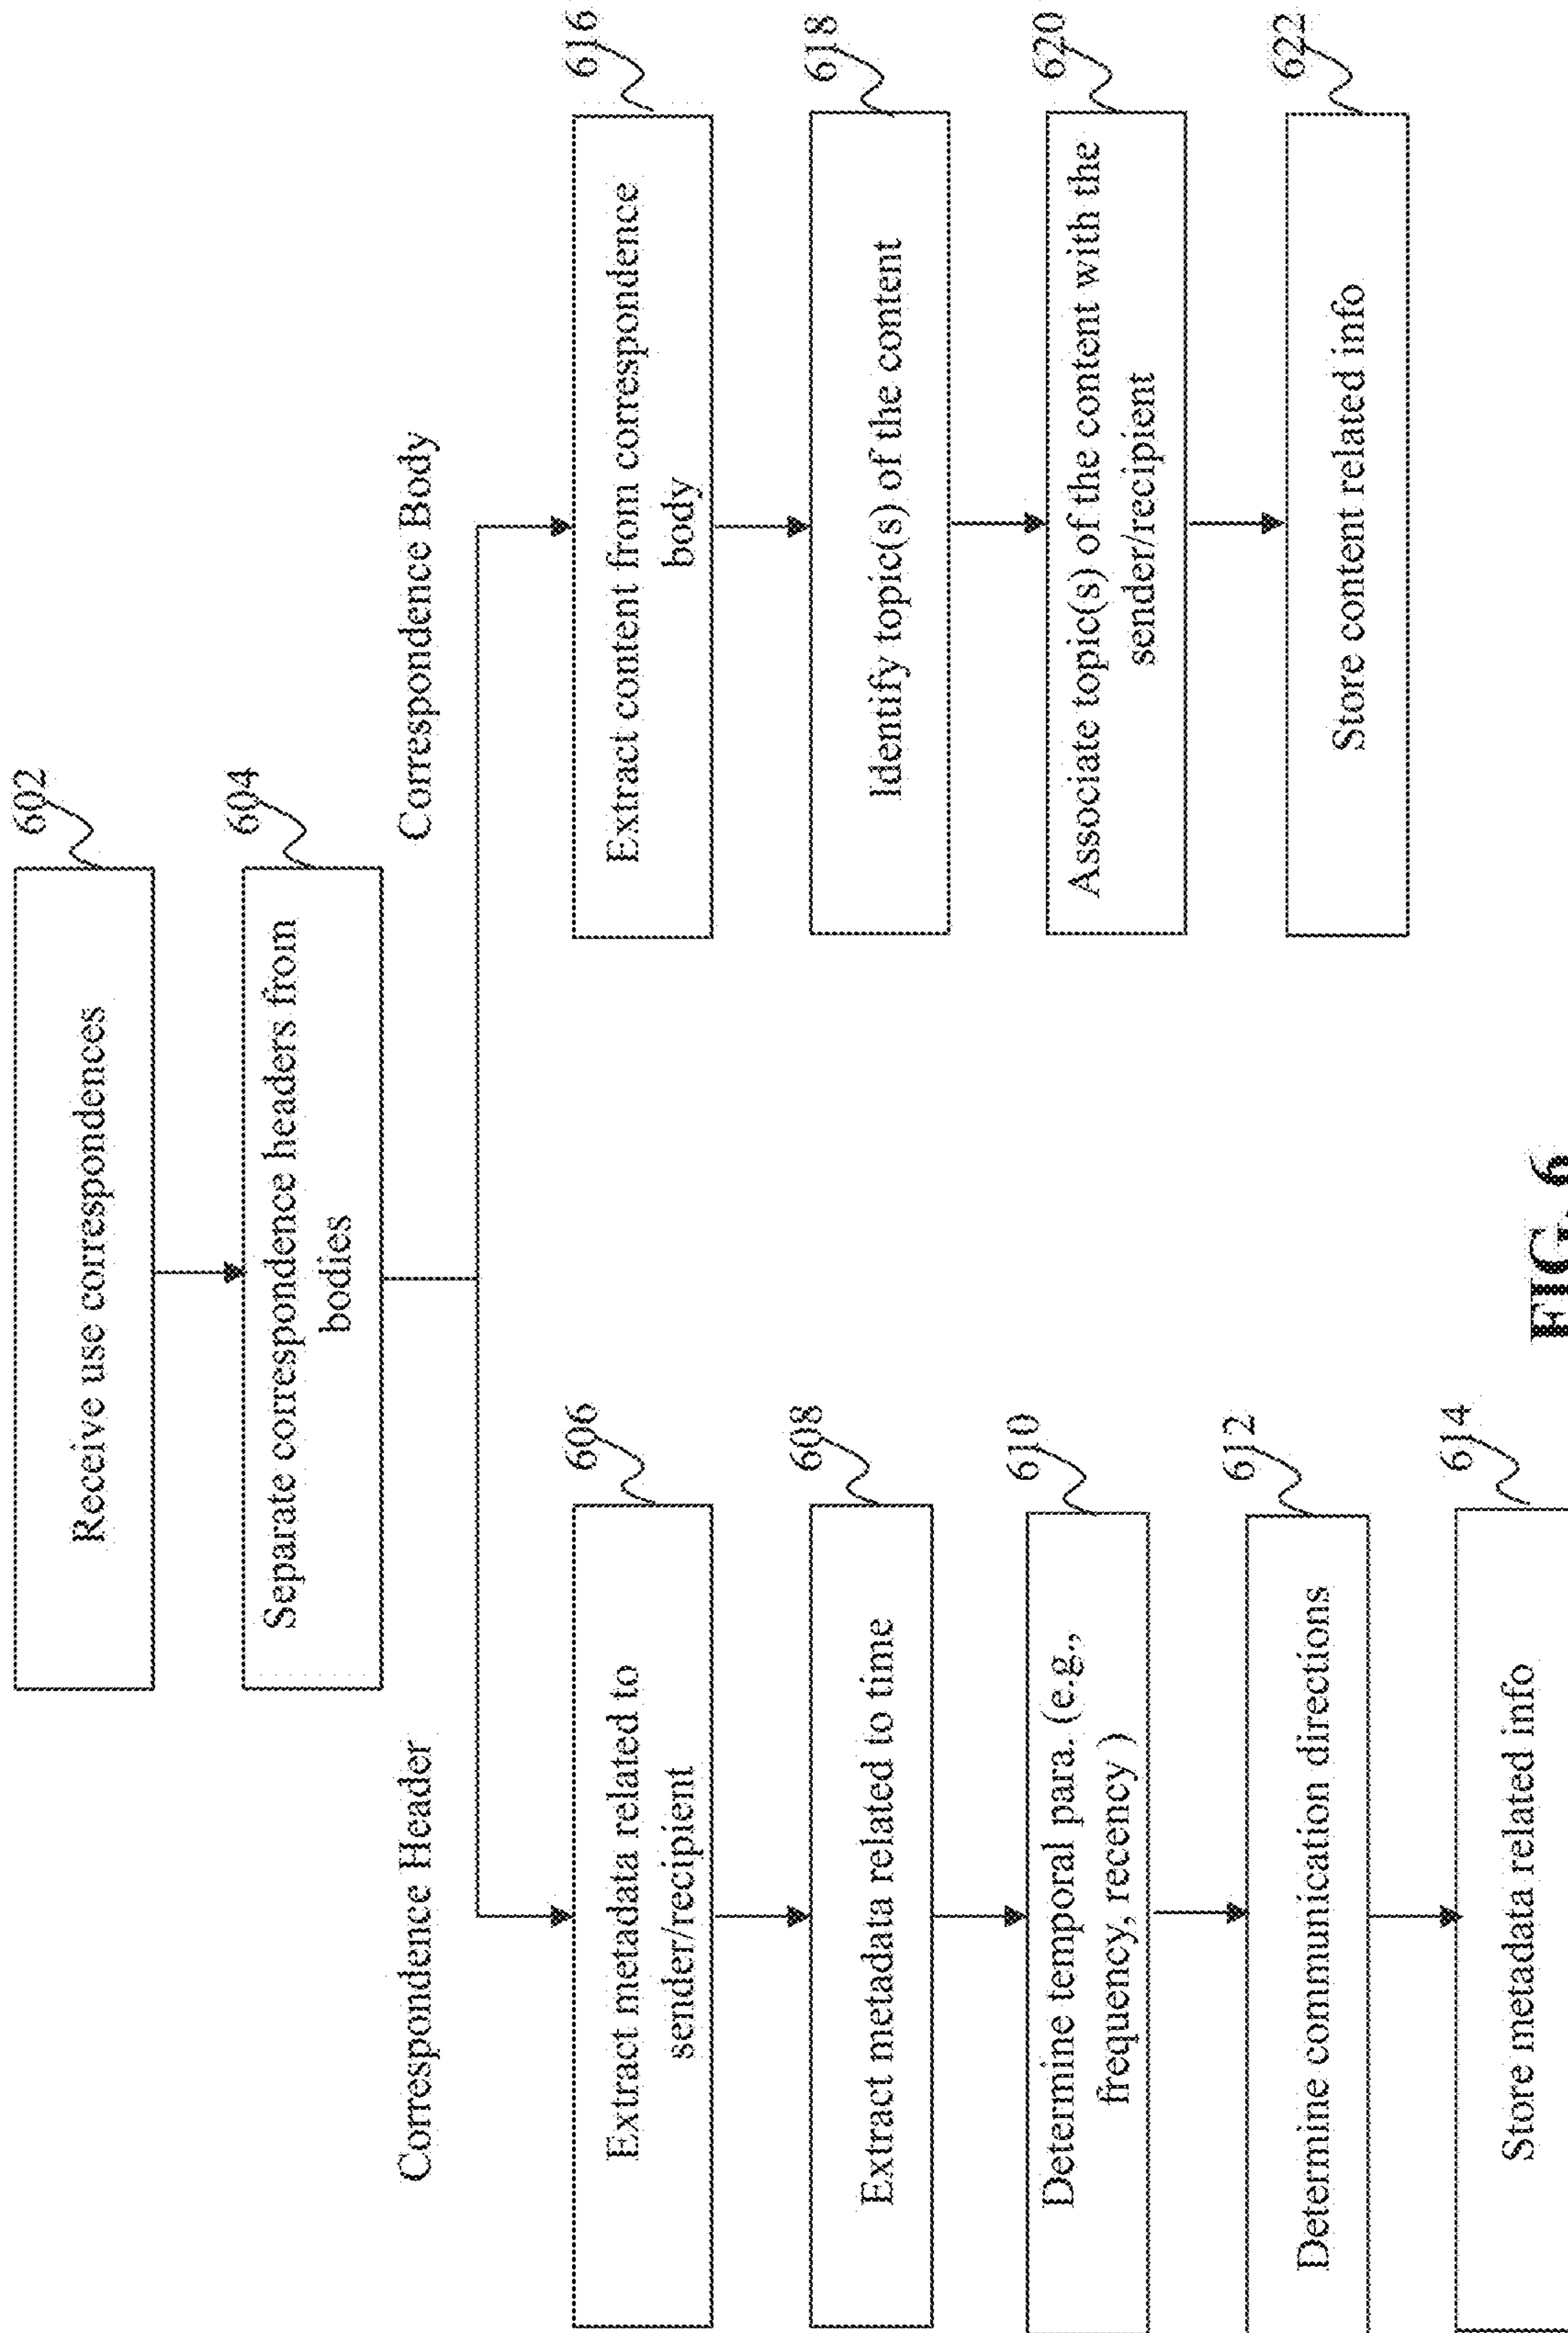 602
Receive use correspondences
604
Separate correspondence headers from
bodies
Correspondence Header
Correspondence Body
606
Extract metadata related to
sender/recipient
608
Extract metadata related to time
610
Determine temporal para. (e.g.,
frequency, recency )
612
Determine communication directions
614
Store metadata related info
616
Extract content from correspondence
body
618
Identify topic(s) of the content
620
Associate topic(s) of the content with the
sender/recipient
622
Store content related info
FIG. 6